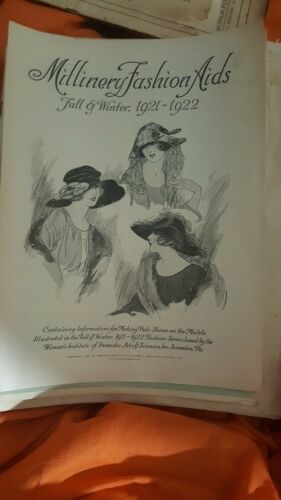 Millinery Fashion Aids
Fall & Winter, 1921-1922
Containing Information for Making Hats Shown on the Models
Illustrated in the Fall & Winter, 1921-1922 Fashion Service, Issued by the
Woman's Institute of Domestic Arts & Sciences, Inc. Scranton, Pa.